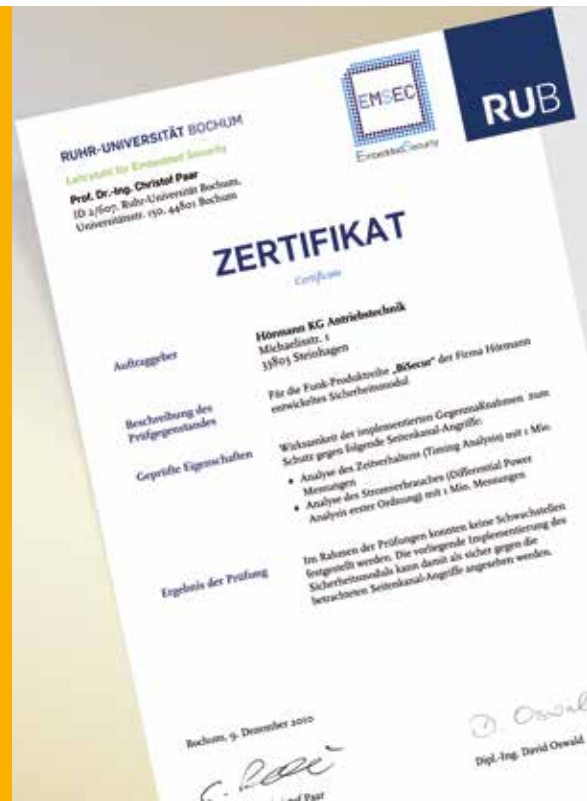 RUHR-UNIVERSITÄT BOCHUM
Lehrstuhl für Embedded Security
Prof. Dr.-Ing. Christof Paar
ID 2/607, Ruhr-Universität Bochum,
Universitätsstr. 150, 44801 Bochum
EMSEC
EmbeddedSecurity
RUB
ZERTIFIKAT
Certificate
Auftraggeber
Hörmann KG Antriebstechnik
Michaelisstr. 1
33803 Steinhagen
Beschreibung des
Prüfgegenstandes
Für die Funk-Produktreihe „BiSecur“ der Firma Hörmann
entwickeltes Sicherheitsmodul
Geprüfte Eigenschaften
Wirksamkeit der implementierten Gegenmaßnahmen zum
Schutz gegen folgende Seitenkanal-Angriffe:
• Analyse des Zeitverhaltens (Timing Analysis) mit 1 Mio.
Messungen
• Analyse des Stromverbrauches (Differential Power
Analysis erster Ordnung) mit 1 Mio. Messungen
Ergebnis der Prüfung
Im Rahmen der Prüfungen konnten keine Schwachstellen
festgestellt werden. Die vorliegende Implementierung des
Sicherheitsmoduls kann damit als sicher gegen die
betrachteten Seitenkanal-Angriffe angesehen werden.
Bochum, 9. Dezember 2010
D. Oswald
Dipl.-Ing. David Oswald
Paar